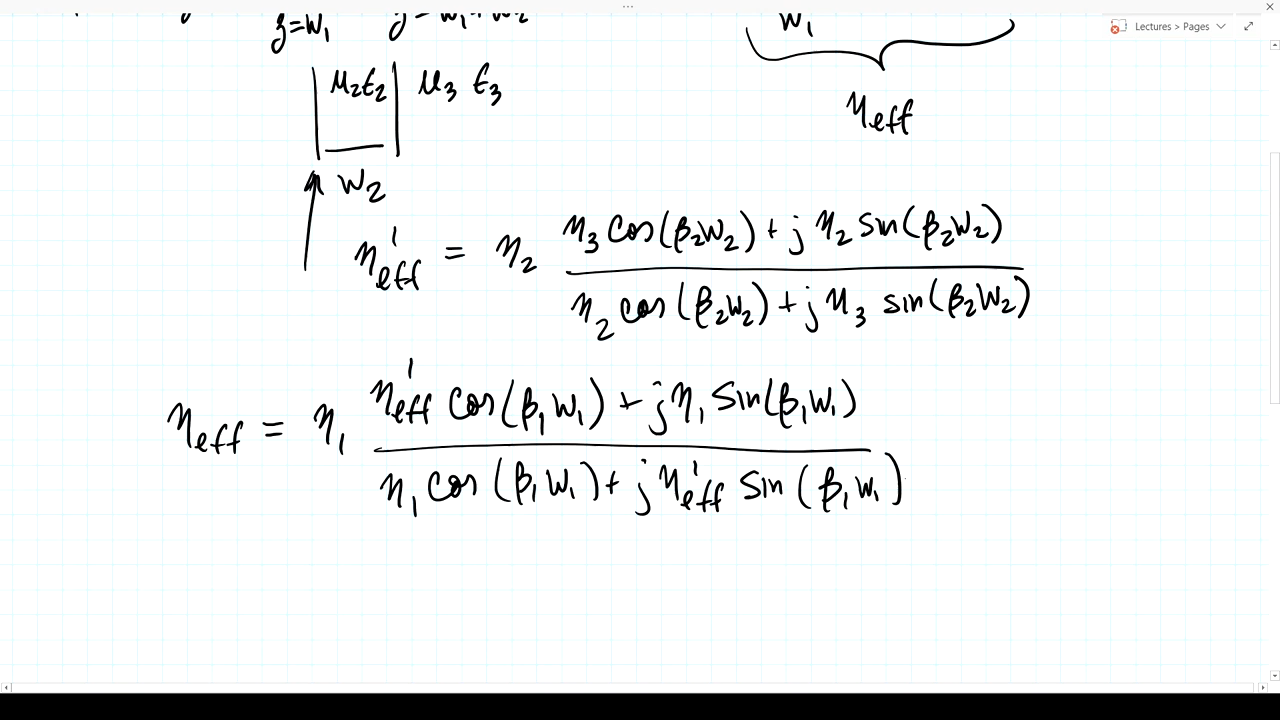 z=w₁
w₁
Lectures > Pages
μ₂ε₂ μ₃ ε₃
η_eff
w₂
η'_eff = η₂ (η₃ cos(β₂w₂) + j η₂ sin(β₂w₂)) / (η₂ cos(β₂w₂) + j η₃ sin(β₂w₂))
η_eff = η₁ (η'_eff cos(β₁w₁) + j η₁ sin(β₁w₁)) / (η₁ cos(β₁w₁) + j η'_eff sin(β₁w₁))